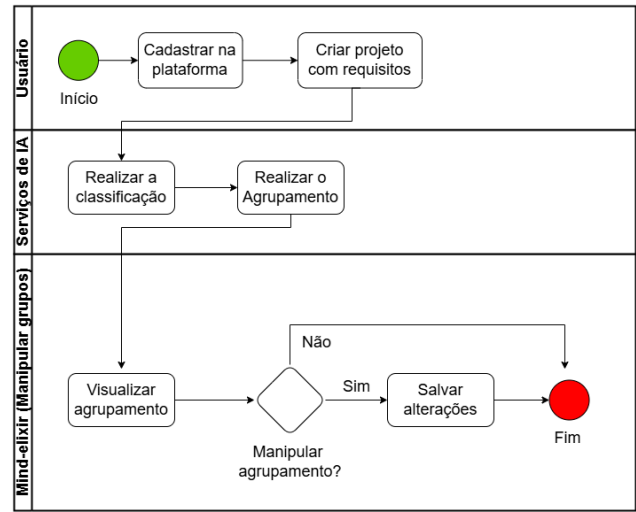 Usuário
Início
Cadastrar na
plataforma
Criar projeto
com requisitos
Serviços de IA
Realizar a
classificação
Realizar o
Agrupamento
Mind-elixir (Manipular grupos)
Visualizar
agrupamento
Manipular
agrupamento?
Não
Sim
Salvar
alterações
Fim